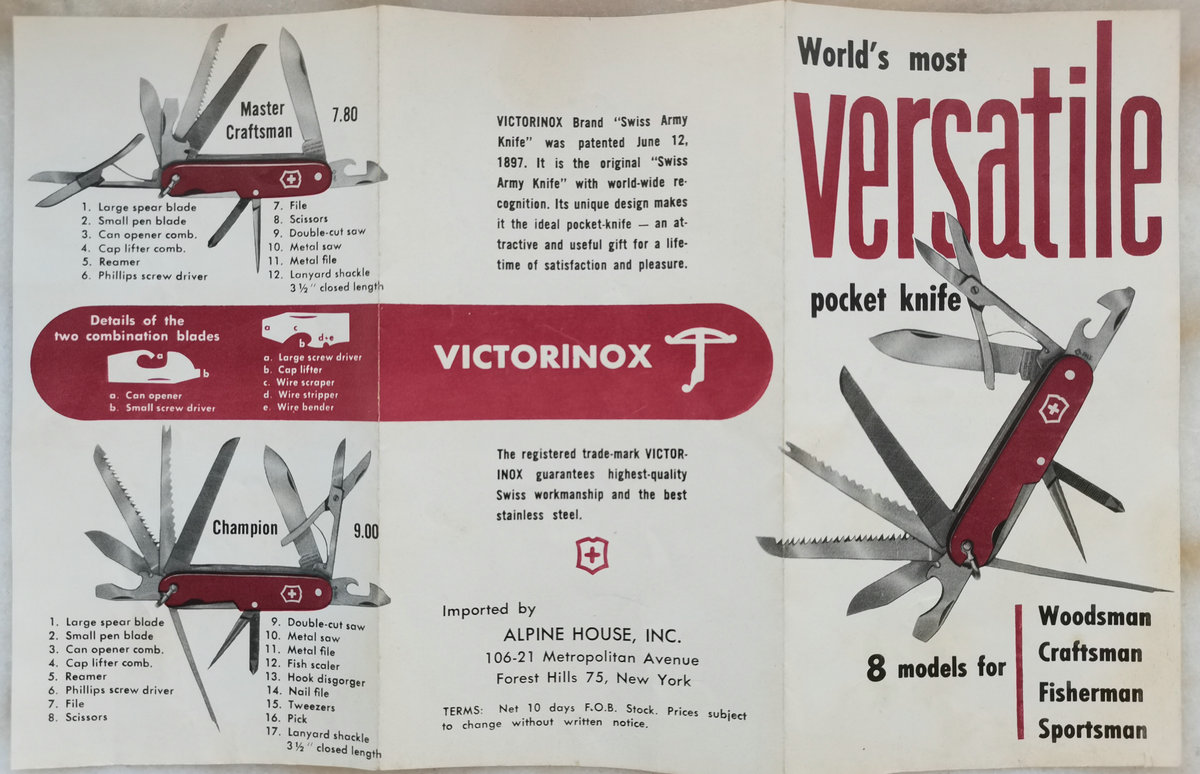 Master
Craftsman
7.80
1. Large spear blade
2. Small pen blade
3. Can opener comb.
4. Cap lifter comb.
5. Reamer
6. Phillips screw driver
7. File
8. Scissors
9. Double-cut saw
10. Metal saw
11. Metal file
12. Lanyard shackle
3½" closed length
Details of the
two combination blades
a
b
a. Can opener
b. Small screw driver
a
c
b
d+e
a. Large screw driver
b. Cap lifter
c. Wire scraper
d. Wire stripper
e. Wire bender
Champion
9.00
1. Large spear blade
2. Small pen blade
3. Can opener comb.
4. Cap lifter comb.
5. Reamer
6. Phillips screw driver
7. File
8. Scissors
9. Double-cut saw
10. Metal saw
11. Metal file
12. Fish scaler
13. Hook disgorger
14. Nail file
15. Tweezers
16. Pick
17. Lanyard shackle
3½" closed length
VICTORINOX Brand "Swiss Army
Knife" was patented June 12,
1897. It is the original "Swiss
Army Knife" with world-wide re-
cognition. Its unique design makes
it the ideal pocket-knife — an at-
tractive and useful gift for a life-
time of satisfaction and pleasure.
VICTORINOX
The registered trade-mark VICTOR-
INOX guarantees highest-quality
Swiss workmanship and the best
stainless steel.
Imported by
ALPINE HOUSE, INC.
106-21 Metropolitan Avenue
Forest Hills 75, New York
TERMS: Net 10 days F.O.B. Stock. Prices subject
to change without written notice.
World's most
versatile
pocket knife
8 models for
Woodsman
Craftsman
Fisherman
Sportsman